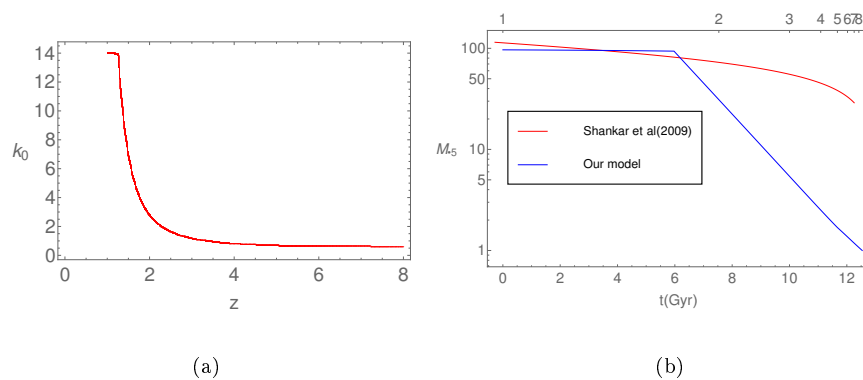 14
12
10
8
6
4
2
0
k0
0 2 4 6 8
z
(a)
1 2 3 4 5 6 7 8
100
50
10
5
1
M•5
Shankar et al(2009)
Our model
0 2 4 6 8 10 12
t(Gyr)
(b)